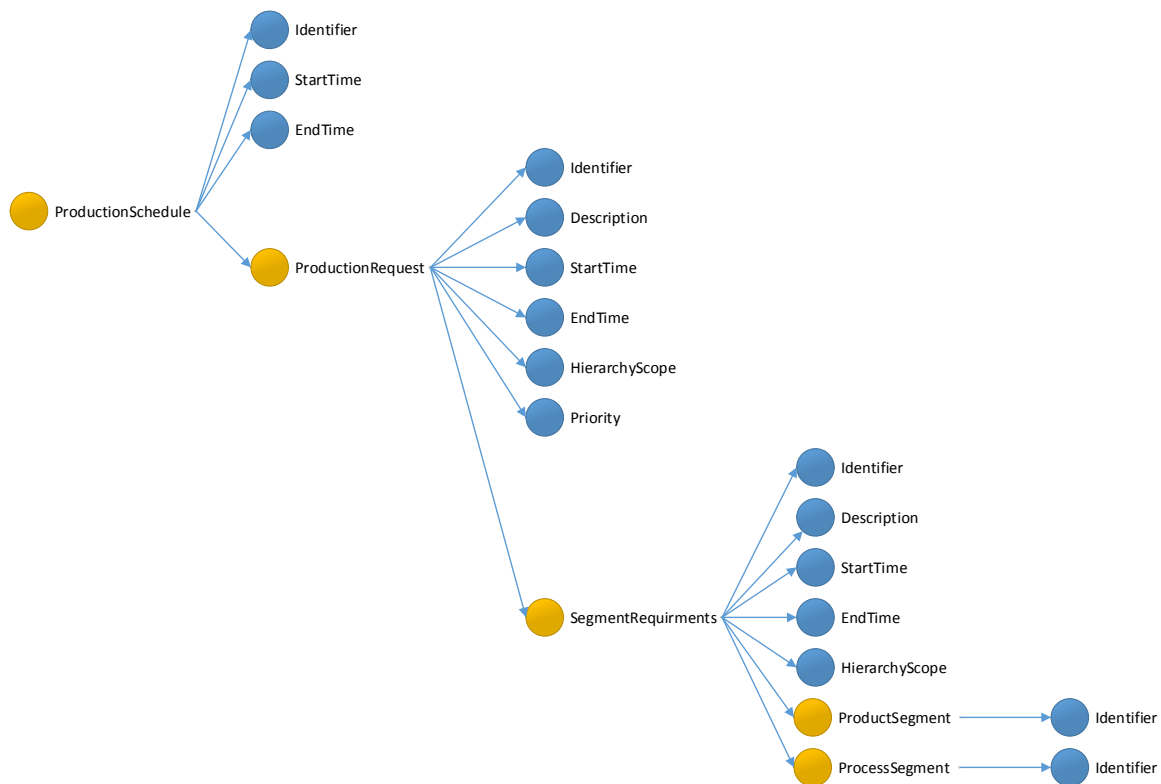 Identifier
StartTime
EndTime
Identifier
ProductionSchedule
Description
ProductionRequest
StartTime
EndTime
HierarchyScope
Priority
Identifier
Description
StartTime
SegmentRequirments
EndTime
HierarchyScope
ProductSegment
Identifier
ProcessSegment
Identifier